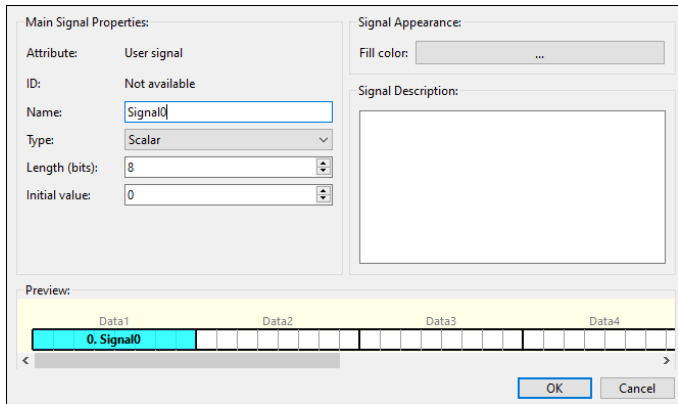 Main Signal Properties:
Attribute: User signal
ID: Not available
Name: Signal0
Type: Scalar
Length (bits): 8
Initial value: 0
Signal Appearance:
Fill color: ...
Signal Description:
Preview:
Data1 Data2 Data3 Data4
0. Signal0
OK Cancel